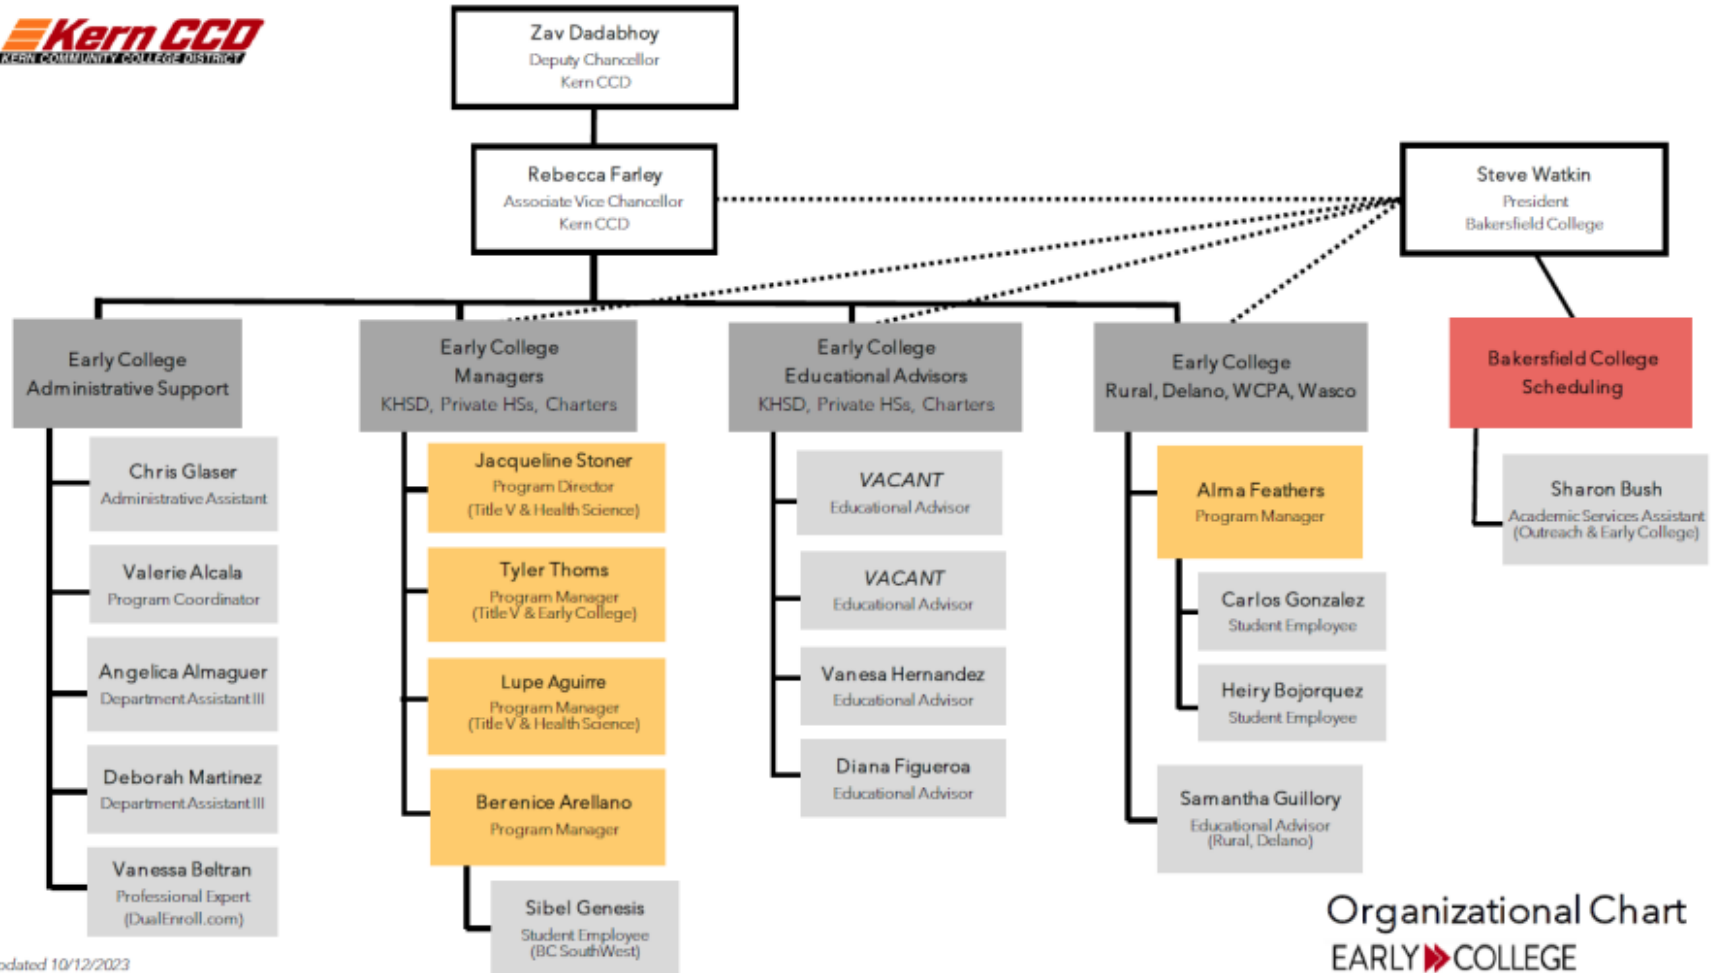 Kern CCD
KERN COMMUNITY COLLEGE DISTRICT
Zav Dadabhoy
Deputy Chancellor
Kern CCD
Rebecca Farley
Associate Vice Chancellor
Kern CCD
Steve Watkin
President
Bakersfield College
Early College
Administrative Support
Chris Glaser
Administrative Assistant
Valerie Alcala
Program Coordinator
Angelica Almaguer
Department Assistant III
Deborah Martinez
Department Assistant III
Vanessa Beltran
Professional Expert
(DualEnroll.com)
Early College
Managers
KHSD, Private HSs, Charters
Jacqueline Stoner
Program Director
(Title V & Health Science)
Tyler Thoms
Program Manager
(Title V & Early College)
Lupe Aguirre
Program Manager
(Title V & Health Science)
Berenice Arellano
Program Manager
Sibel Genesis
Student Employee
(BC SouthWest)
Early College
Educational Advisors
KHSD, Private HSs, Charters
VACANT
Educational Advisor
VACANT
Educational Advisor
Vanesa Hernandez
Educational Advisor
Diana Figueroa
Educational Advisor
Early College
Rural, Delano, WCPA, Wasco
Alma Feathers
Program Manager
Carlos Gonzalez
Student Employee
Heiry Bojorquez
Student Employee
Samantha Guillory
Educational Advisor
(Rural, Delano)
Bakersfield College
Scheduling
Sharon Bush
Academic Services Assistant
(Outreach & Early College)
Organizational Chart
EARLY COLLEGE
pdated 10/12/2023